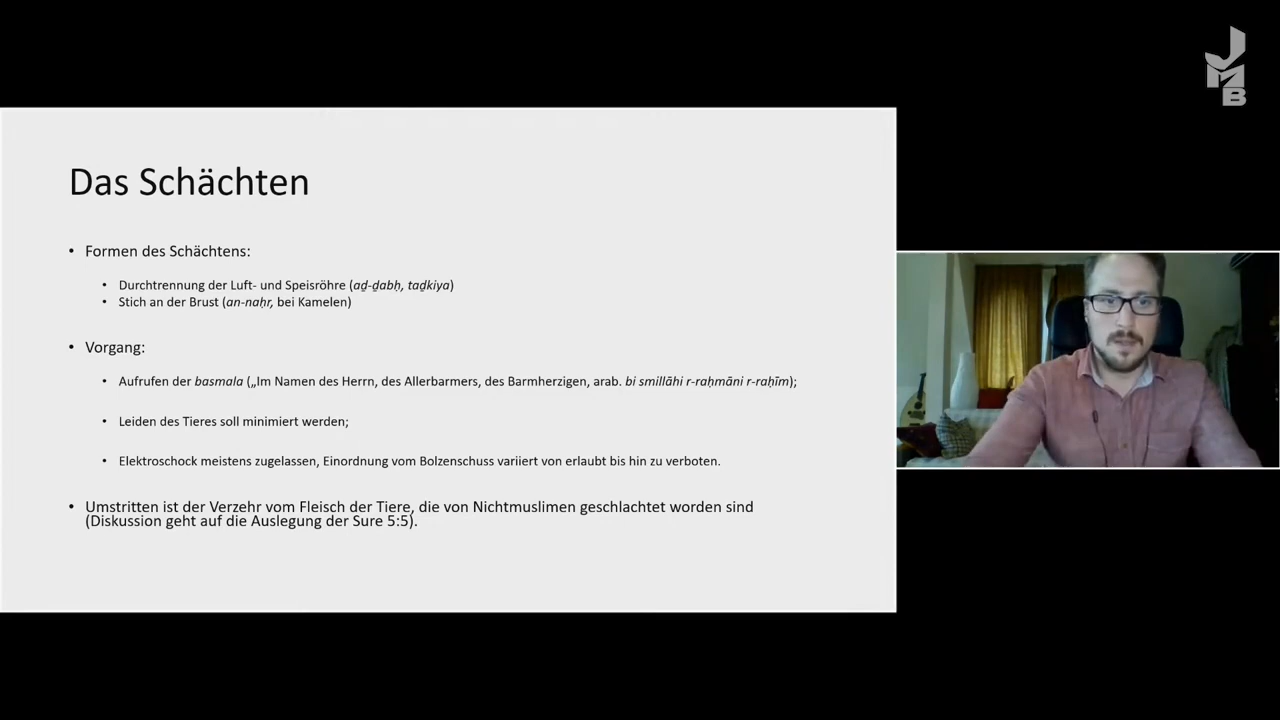 JMB
Das Schächten
• Formen des Schächtens:
• Durchtrennung der Luft- und Speisröhre (aḏ-ḏabḥ, taḏkiya)
• Stich an der Brust (an-naḥr, bei Kamelen)
• Vorgang:
• Aufrufen der basmala („Im Namen des Herrn, des Allerbarmers, des Barmherzigen, arab. bi smillāhi r-raḥmāni r-raḥīm);
• Leiden des Tieres soll minimiert werden;
• Elektroschock meistens zugelassen, Einordnung vom Bolzenschuss variiert von erlaubt bis hin zu verboten.
• Umstritten ist der Verzehr vom Fleisch der Tiere, die von Nichtmuslimen geschlachtet worden sind
(Diskussion geht auf die Auslegung der Sure 5:5).